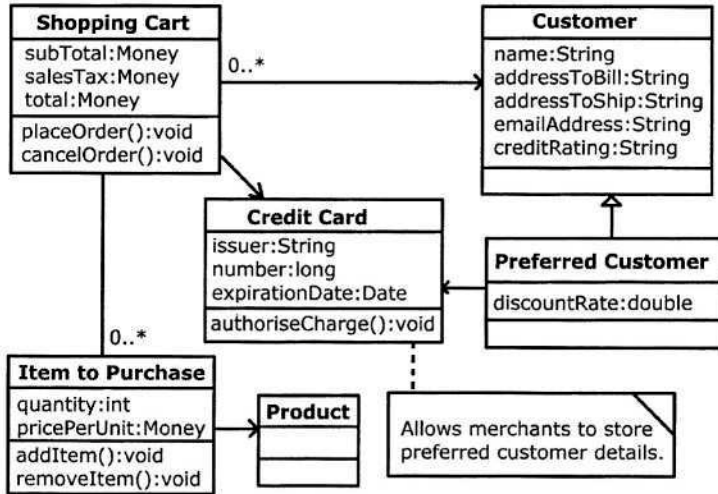 Shopping Cart
subTotal:Money
salesTax:Money
total:Money
placeOrder():void
cancelOrder():void
0..*
Customer
name:String
addressToBill:String
addressToShip:String
emailAddress:String
creditRating:String
Credit Card
issuer:String
number:long
expirationDate:Date
authoriseCharge():void
Preferred Customer
discountRate:double
0..*
Item to Purchase
quantity:int
pricePerUnit:Money
addItem():void
removeItem():void
Product
Allows merchants to store
preferred customer details.